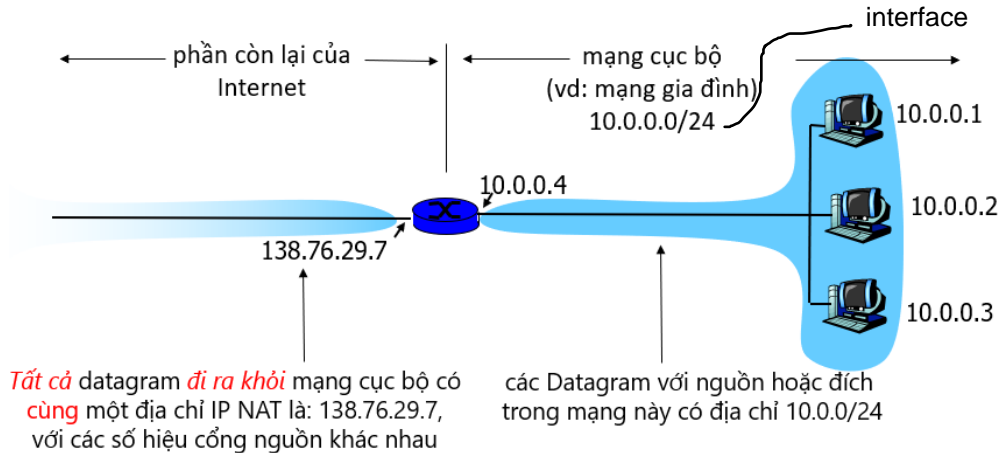 interface
phần còn lại của
Internet
mạng cục bộ
(vd: mạng gia đình)
10.0.0.0/24
10.0.0.1
10.0.0.4
10.0.0.2
138.76.29.7
10.0.0.3
Tất cả datagram đi ra khỏi mạng cục bộ có
cùng một địa chỉ IP NAT là: 138.76.29.7,
với các số hiệu cổng nguồn khác nhau
các Datagram với nguồn hoặc đích
trong mạng này có địa chỉ 10.0.0/24